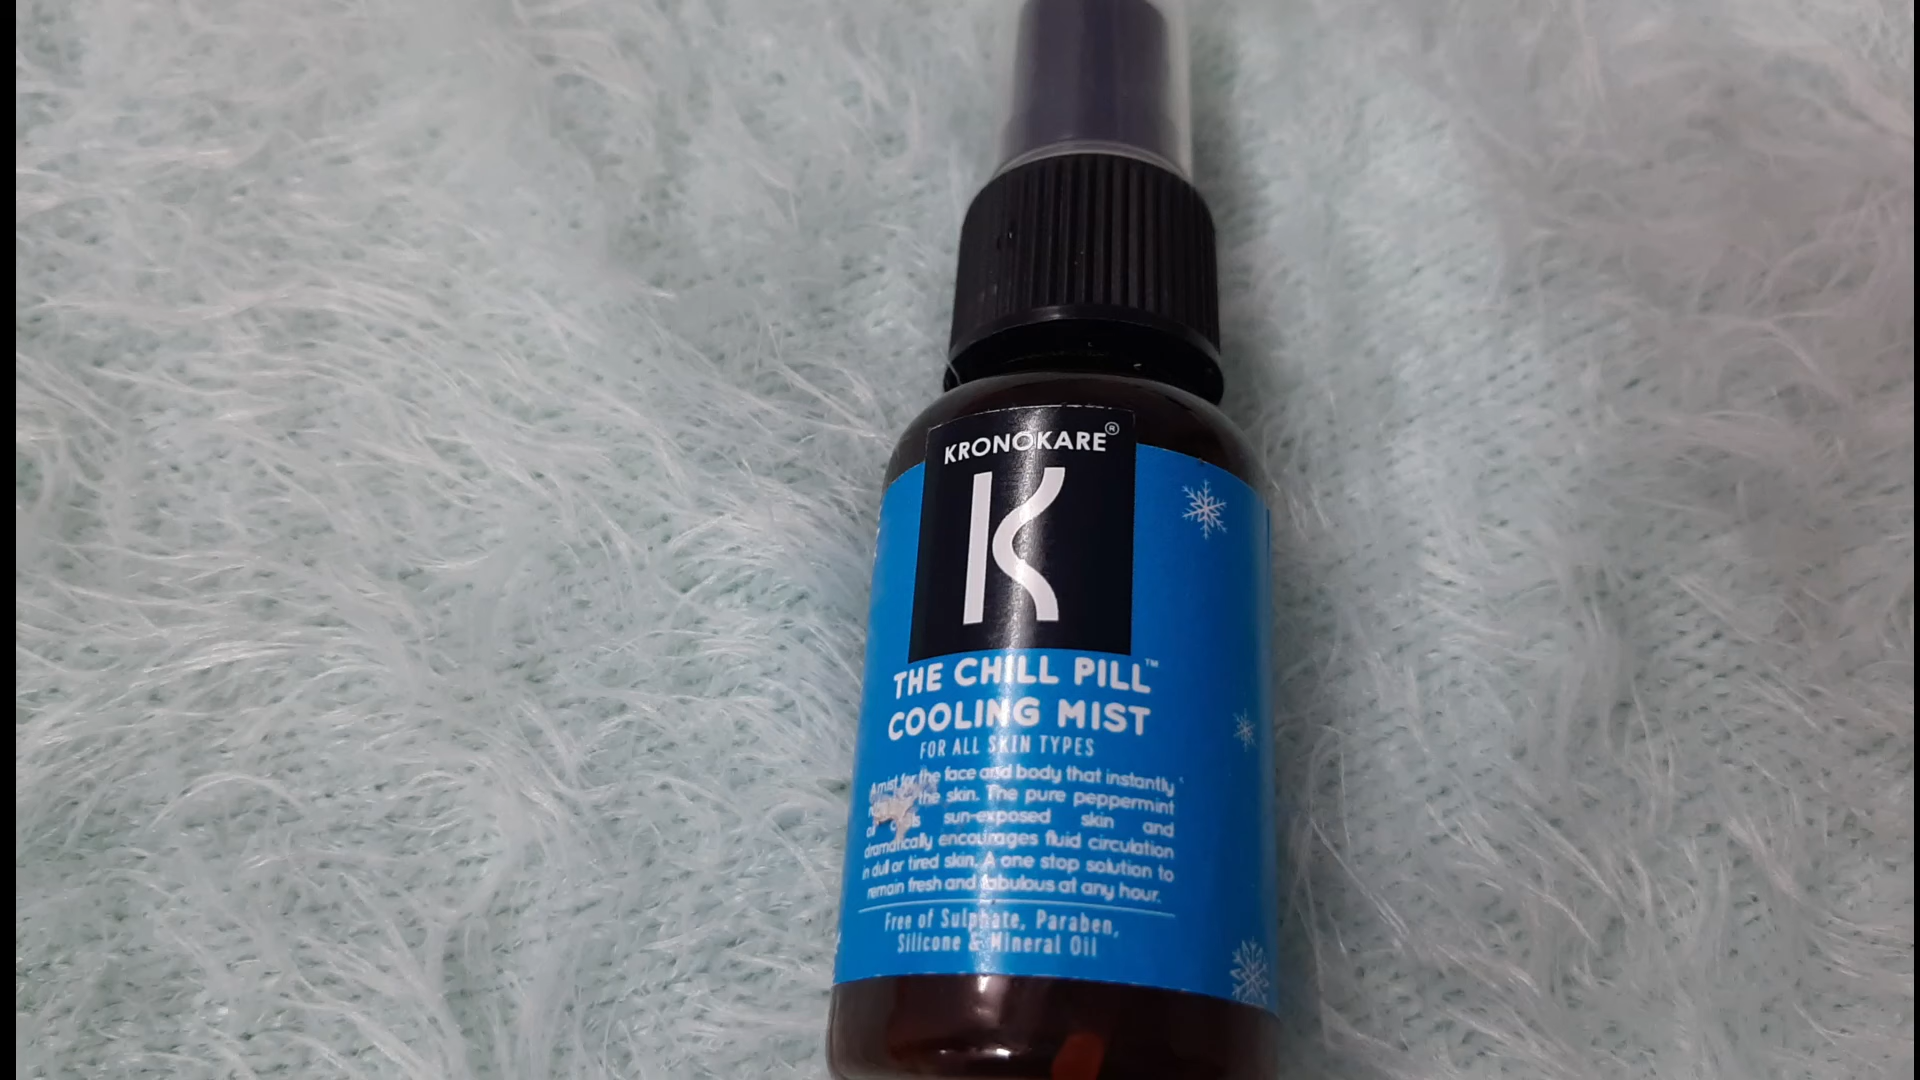 KRONOKARE®
K
THE CHILL PILL™
COOLING MIST
FOR ALL SKIN TYPES
A mist for the face and body that instantly
the skin. The pure peppermint
sun-exposed skin and
dramatically encourages fluid circulation
in dull or tired skin. A one stop solution to
remain fresh and fabulous at any hour.
Free of Sulphate, Paraben,
Silicone & Mineral Oil